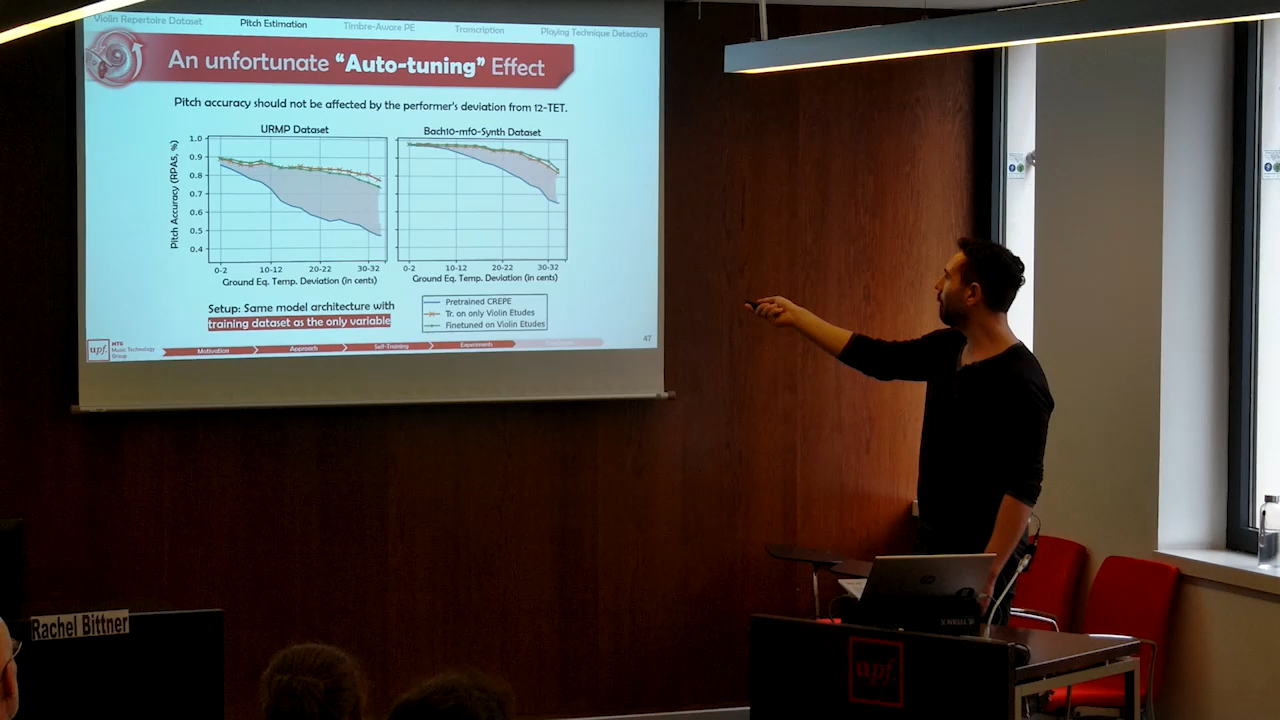 Violin Repertoire Dataset Pitch Estimation Timbre-Aware PE Transcription Playing Technique Detection
An unfortunate “Auto-tuning” Effect
Pitch accuracy should not be affected by the performer's deviation from 12-TET.
URMP Dataset
Bach10-mf0-Synth Dataset
Pitch Accuracy (RPA5, %)
1.0
0.9
0.8
0.7
0.6
0.5
0.4
0-2 10-12 20-22 30-32
0-2 10-12 20-22 30-32
Ground Eq. Temp. Deviation (in cents)
Ground Eq. Temp. Deviation (in cents)
Setup: Same model architecture with
training dataset as the only variable
Pretrained CREPE
Tr. on only Violin Etudes
Finetuned on Violin Etudes
upf.
MTG
Music Technology
Group
Motivation Approach Self-Training Experiments
47
Rachel Bittner
hp
TITAN X
upf.